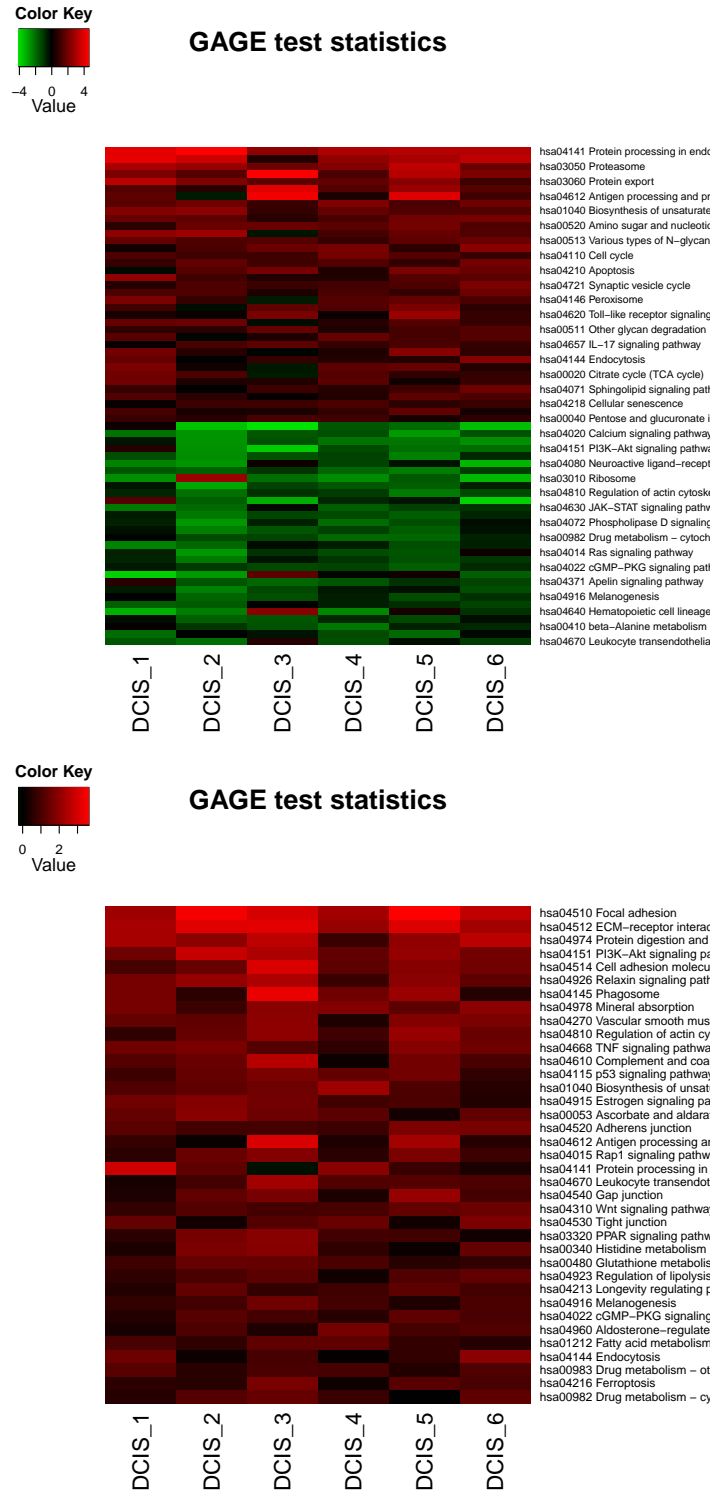 Color Key
GAGE test statistics
−4 0 4
Value
hsa04141 Protein processing in endo
hsa03050 Proteasome
hsa03060 Protein export
hsa04612 Antigen processing and pr
hsa01040 Biosynthesis of unsaturate
hsa00520 Amino sugar and nucleotid
hsa00513 Various types of N−glycan
hsa04110 Cell cycle
hsa04210 Apoptosis
hsa04721 Synaptic vesicle cycle
hsa04146 Peroxisome
hsa04620 Toll−like receptor signaling
hsa00511 Other glycan degradation
hsa04657 IL−17 signaling pathway
hsa04144 Endocytosis
hsa00020 Citrate cycle (TCA cycle)
hsa04071 Sphingolipid signaling path
hsa04218 Cellular senescence
hsa00040 Pentose and glucuronate i
hsa04020 Calcium signaling pathway
hsa04151 PI3K−Akt signaling pathwa
hsa04080 Neuroactive ligand−recept
hsa03010 Ribosome
hsa04810 Regulation of actin cytoske
hsa04630 JAK−STAT signaling pathw
hsa04072 Phospholipase D signaling
hsa00982 Drug metabolism − cytoch
hsa04014 Ras signaling pathway
hsa04022 cGMP−PKG signaling path
hsa04371 Apelin signaling pathway
hsa04916 Melanogenesis
hsa04640 Hematopoietic cell lineage
hsa00410 beta−Alanine metabolism
hsa04670 Leukocyte transendothelia
DCIS_1 DCIS_2 DCIS_3 DCIS_4 DCIS_5 DCIS_6
Color Key
GAGE test statistics
0 2
Value
hsa04510 Focal adhesion
hsa04512 ECM−receptor interac
hsa04974 Protein digestion and
hsa04151 PI3K−Akt signaling pa
hsa04514 Cell adhesion molecu
hsa04926 Relaxin signaling path
hsa04145 Phagosome
hsa04978 Mineral absorption
hsa04270 Vascular smooth mus
hsa04810 Regulation of actin cy
hsa04668 TNF signaling pathwa
hsa04610 Complement and coa
hsa04115 p53 signaling pathway
hsa01040 Biosynthesis of unsat
hsa04915 Estrogen signaling pa
hsa00053 Ascorbate and aldara
hsa04520 Adherens junction
hsa04612 Antigen processing a
hsa04015 Rap1 signaling pathw
hsa04141 Protein processing in
hsa04670 Leukocyte transendot
hsa04540 Gap junction
hsa04310 Wnt signaling pathway
hsa04530 Tight junction
hsa03320 PPAR signaling pathw
hsa00340 Histidine metabolism
hsa00480 Glutathione metabolis
hsa04923 Regulation of lipolysis
hsa04213 Longevity regulating p
hsa04916 Melanogenesis
hsa04022 cGMP−PKG signaling
hsa04960 Aldosterone−regulate
hsa01212 Fatty acid metabolism
hsa04144 Endocytosis
hsa00983 Drug metabolism − ot
hsa04216 Ferroptosis
hsa00982 Drug metabolism − cy
DCIS_1 DCIS_2 DCIS_3 DCIS_4 DCIS_5 DCIS_6